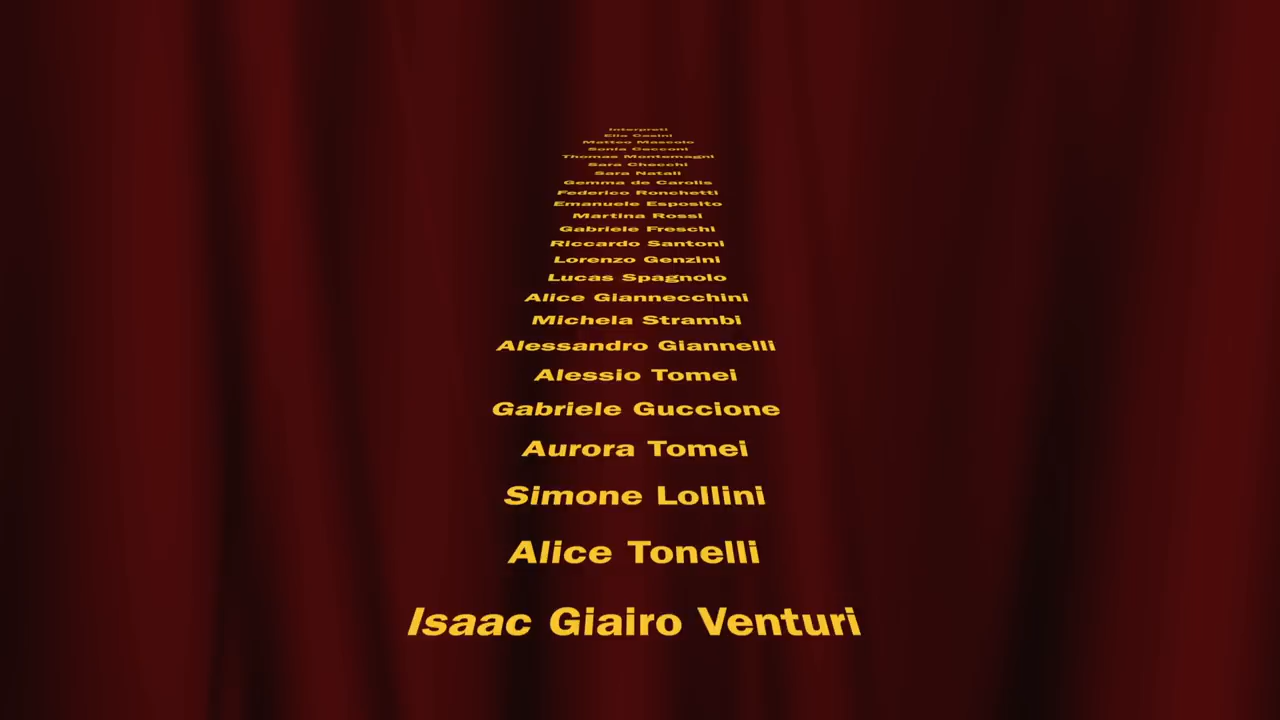 Interpreti
Elia Casini
Matteo Mascolo
Sonia Cecconi
Thomas Montemagni
Sara Checchi
Sara Natali
Gemma de Carolis
Federico Ronchetti
Emanuele Esposito
Martina Rossi
Gabriele Freschi
Riccardo Santoni
Lorenzo Genzini
Lucas Spagnolo
Alice Giannecchini
Michela Strambi
Alessandro Giannelli
Alessio Tomei
Gabriele Guccione
Aurora Tomei
Simone Lollini
Alice Tonelli
Isaac Giairo Venturi